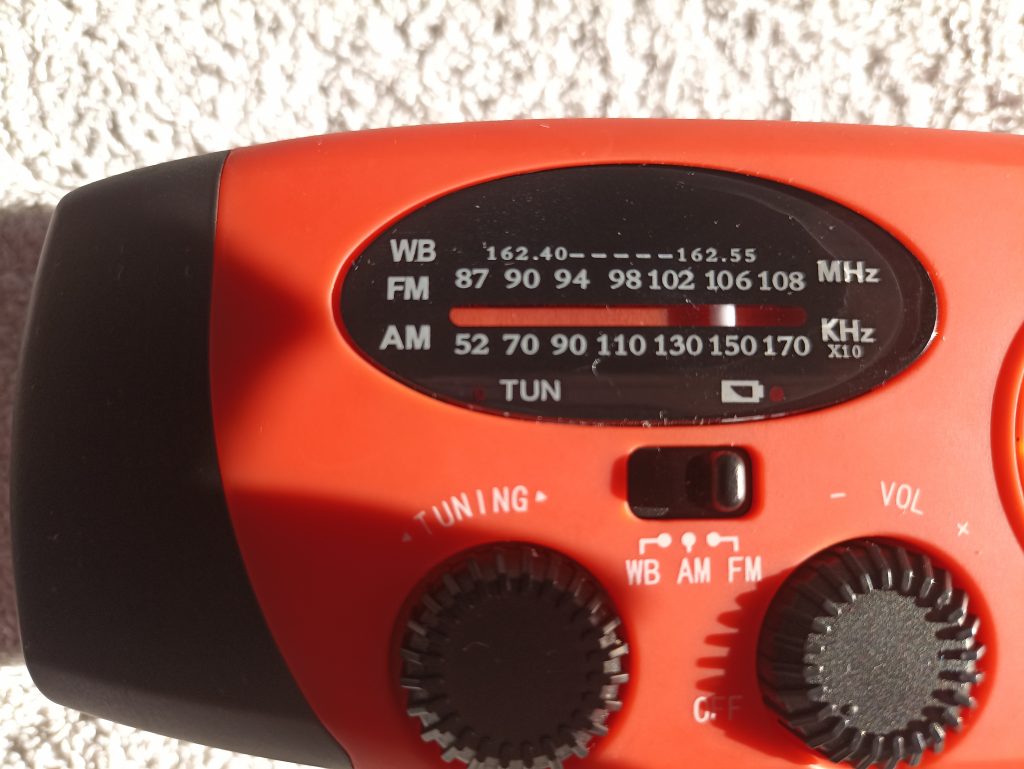 WB 162.40-----162.55
FM 87 90 94 98 102 106 108 MHz
AM 52 70 90 110 130 150 170 KHz
X10
TUN
TUNING
- VOL +
WB AM FM
OFF